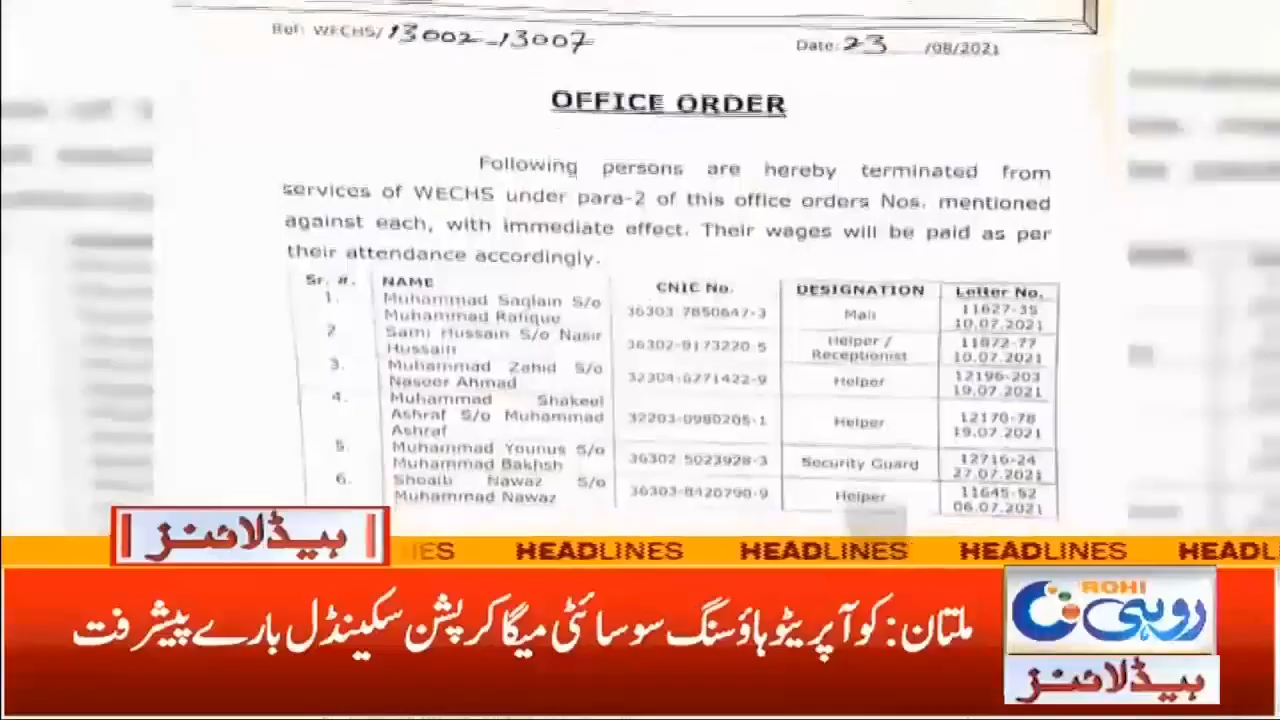 Ref: WECHS/13002-13007
Date: 23 /08/2021
OFFICE ORDER
Following persons are hereby terminated from
services of WECHS under para-2 of this office orders Nos. mentioned
against each, with immediate effect. Their wages will be paid as per
their attendance accordingly.
Sr. #. NAME CNIC No. DESIGNATION Letter No.
1. Muhammad Saqlain S/o Muhammad Rafique 36303 7850647-3 Mali 11627-35 10.07.2021
2 Sami Hussain S/o Nasir Hussain 36302-9173220-5 Helper / Receptionist 11872-77 10.07.2021
3. Muhammad Zahid S/o Naseer Ahmad 32304-6771422-9 Helper 12196-203 19.07.2021
4. Muhammad Shakeel Ashraf S/o Muhammad Ashraf 32203-0980205-1 Helper 12170-78 19.07.2021
5. Muhammad Younus S/o Muhammad Bakhsh 36302 5023928-3 Security Guard 12716-24 27.07.2021
6. Shoaib Nawaz S/o Muhammad Nawaz 36303-8420790-9 Helper 11645-52 06.07.2021
ہیڈلائنز
IES HEADLINES HEADLINES HEADLINES HEADL
ملتان: کوآپریٹو ہاؤسنگ سوسائٹی میگا کرپشن سکینڈل بارے پیشرفت
ROHI
روہی
ہیڈلائنز